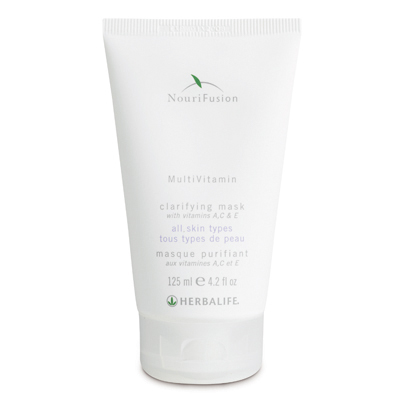 NouriFusion
MultiVitamin
clarifying mask
with vitamins A,C & E
all skin types
tous types de peau
masque purifiant
aux vitamines A,C et E
125 ml ℮ 4.2 fl oz
HERBALIFE.